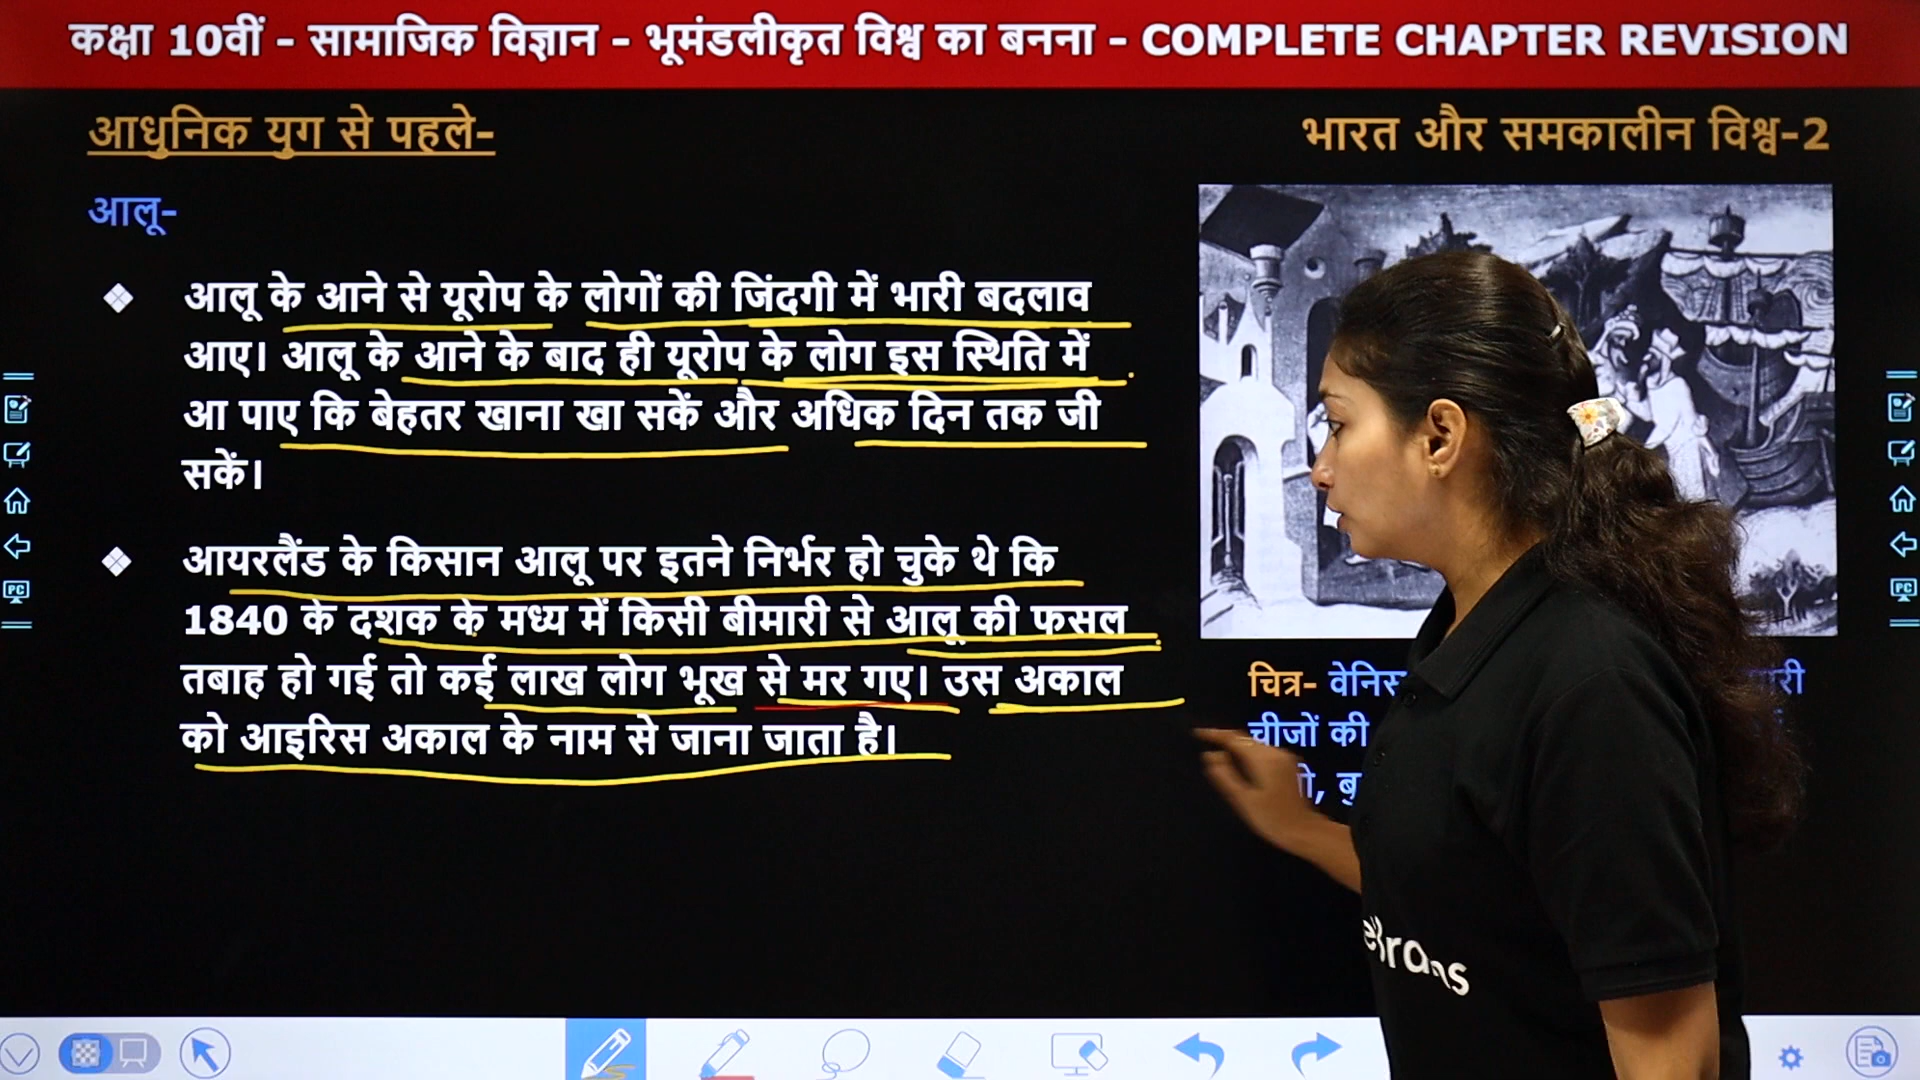 कक्षा 10वीं - सामाजिक विज्ञान - भूमंडलीकृत विश्व का बनना - COMPLETE CHAPTER REVISION
आधुनिक युग से पहले-
भारत और समकालीन विश्व-2
आलू-
आलू के आने से यूरोप के लोगों की जिंदगी में भारी बदलाव
आए। आलू के आने के बाद ही यूरोप के लोग इस स्थिति में
आ पाए कि बेहतर खाना खा सकें और अधिक दिन तक जी
सकें।
आयरलैंड के किसान आलू पर इतने निर्भर हो चुके थे कि
1840 के दशक के मध्य में किसी बीमारी से आलू की फसल
तबाह हो गई तो कई लाख लोग भूख से मर गए। उस अकाल
को आइरिस अकाल के नाम से जाना जाता है।
चित्र- वेनिस
चीजों की
PC
PC